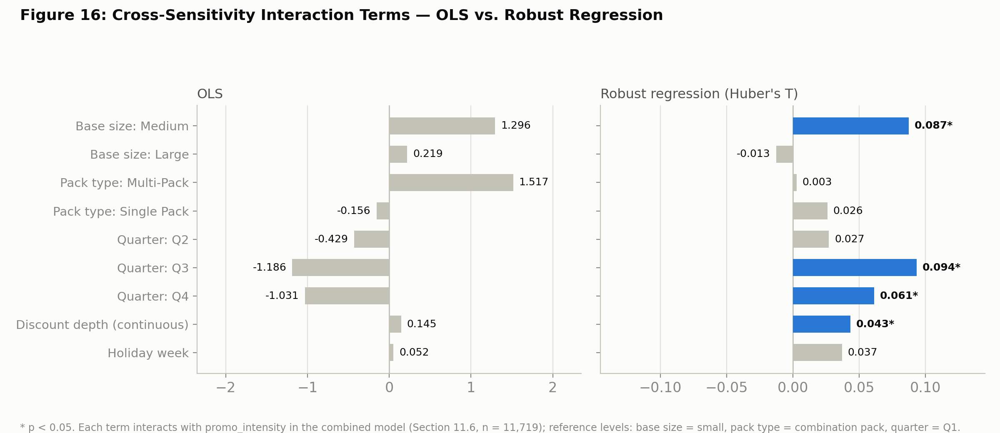 Figure 16: Cross-Sensitivity Interaction Terms — OLS vs. Robust Regression
OLS
Robust regression (Huber's T)
Base size: Medium 1.296 0.087*
Base size: Large 0.219 -0.013
Pack type: Multi-Pack 1.517 0.003
Pack type: Single Pack -0.156 0.026
Quarter: Q2 -0.429 0.027
Quarter: Q3 -1.186 0.094*
Quarter: Q4 -1.031 0.061*
Discount depth (continuous) 0.145 0.043*
Holiday week 0.052 0.037
−2 −1 0 1 2 −0.10 −0.05 0.00 0.05 0.10
* p < 0.05. Each term interacts with promo_intensity in the combined model (Section 11.6, n = 11,719); reference levels: base size = small, pack type = combination pack, quarter = Q1.